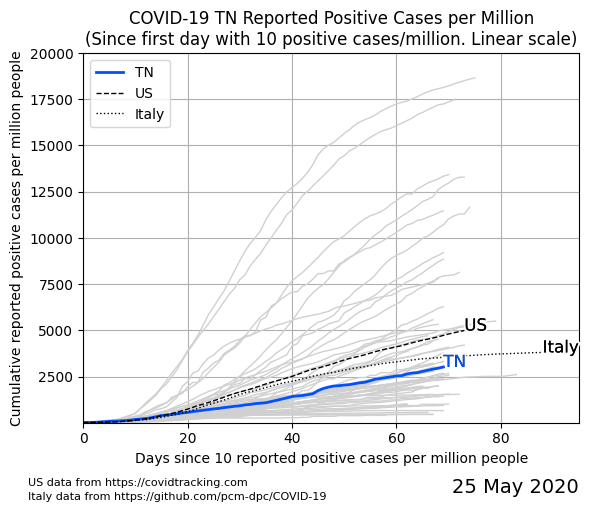 COVID-19 TN Reported Positive Cases per Million
(Since first day with 10 positive cases/million. Linear scale)
Cumulative reported positive cases per million people
20000
17500
15000
12500
10000
7500
5000
2500
TN
US
Italy
US
Italy
TN
0
20
40
60
80
Days since 10 reported positive cases per million people
US data from https://covidtracking.com
Italy data from https://github.com/pcm-dpc/COVID-19
25 May 2020